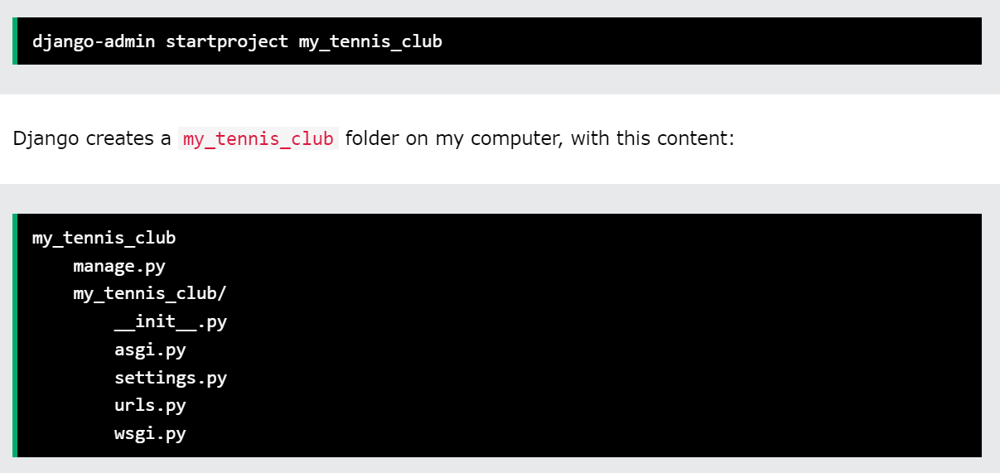 django-admin startproject my_tennis_club
Django creates a my_tennis_club folder on my computer, with this content:
my_tennis_club
    manage.py
    my_tennis_club/
        __init__.py
        asgi.py
        settings.py
        urls.py
        wsgi.py